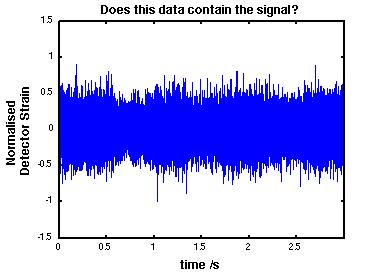 Does this data contain the signal?
1.5
1
0.5
0
-0.5
-1
-1.5
Normalised
Detector Strain
0 0.5 1 1.5 2 2.5
time /s